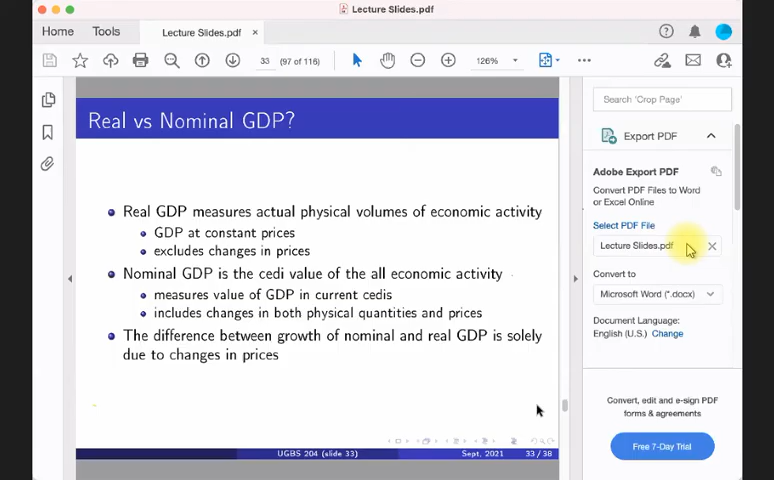 Lecture Slides.pdf
Home Tools Lecture Slides.pdf ×
33 (97 of 116) 126%
Search 'Crop Page'
Export PDF
Real vs Nominal GDP?
Adobe Export PDF
Convert PDF Files to Word
or Excel Online
Select PDF File
Lecture Slides.pdf
Convert to
Microsoft Word (*.docx)
Document Language:
English (U.S.) Change
Real GDP measures actual physical volumes of economic activity
GDP at constant prices
excludes changes in prices
Nominal GDP is the cedi value of the all economic activity
measures value of GDP in current cedis
includes changes in both physical quantities and prices
The difference between growth of nominal and real GDP is solely
due to changes in prices
Convert, edit and e-sign PDF
forms & agreements
Free 7-Day Trial
UGBS 204 (slide 33) Sept, 2021 33 / 38